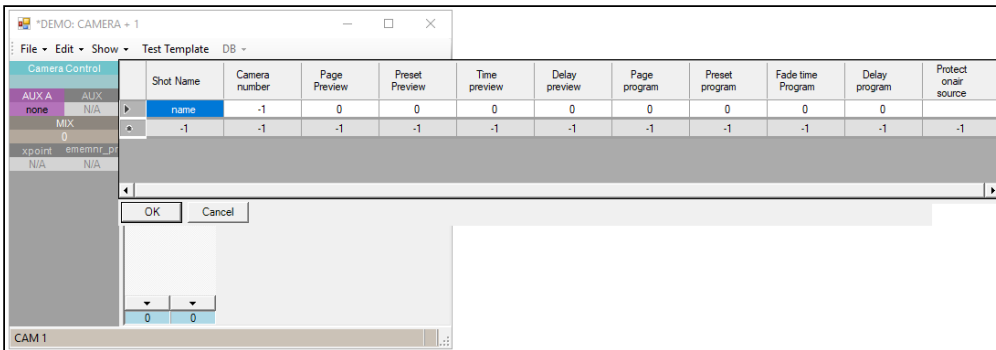 *DEMO: CAMERA + 1
File Edit Show Test Template DB
Camera Control
AUX A AUX
none N/A
MIX
0
xpoint ememnr_pr
N/A N/A
Shot Name Camera number Page Preview Preset Preview Time preview Delay preview Page program Preset program Fade time Program Delay program Protect onair source
name -1 0 0 0 0 0 0 0 0
-1 -1 -1 -1 -1 -1 -1 -1 -1 -1 -1
OK Cancel
0 0
CAM 1